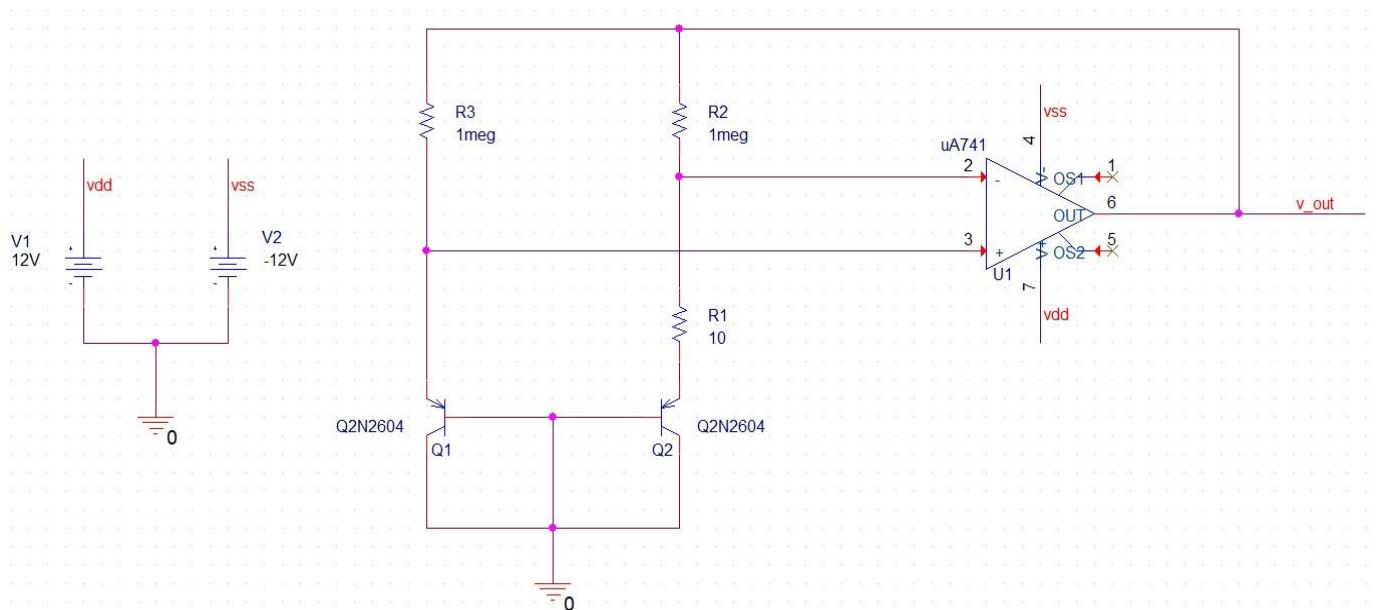 R3
1meg
R2
1meg
vss
4
uA741
2
-
V-
OS1
1
6
OUT
v_out
3
+
V+
OS2
5
U1
7
vdd
vdd
vss
V1
12V
+
-
V2
-12V
+
-
0
R1
10
Q2N2604
Q1
Q2N2604
Q2
0